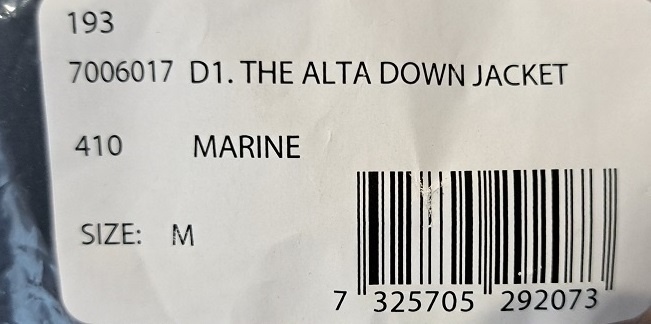 193
7006017 D1. THE ALTA DOWN JACKET
410 MARINE
SIZE: M
7 325705 292073